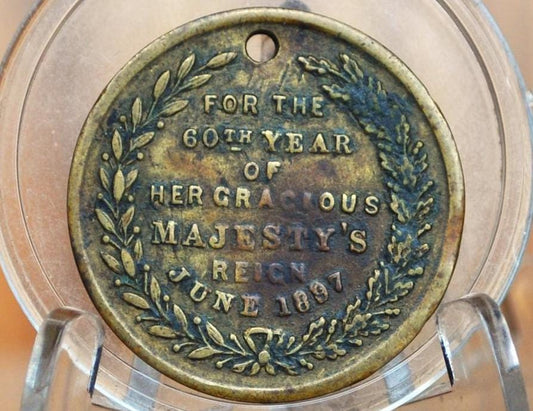 FOR THE
60TH YEAR
OF
HER GRACIOUS
MAJESTY'S
REIGN
JUNE 1897